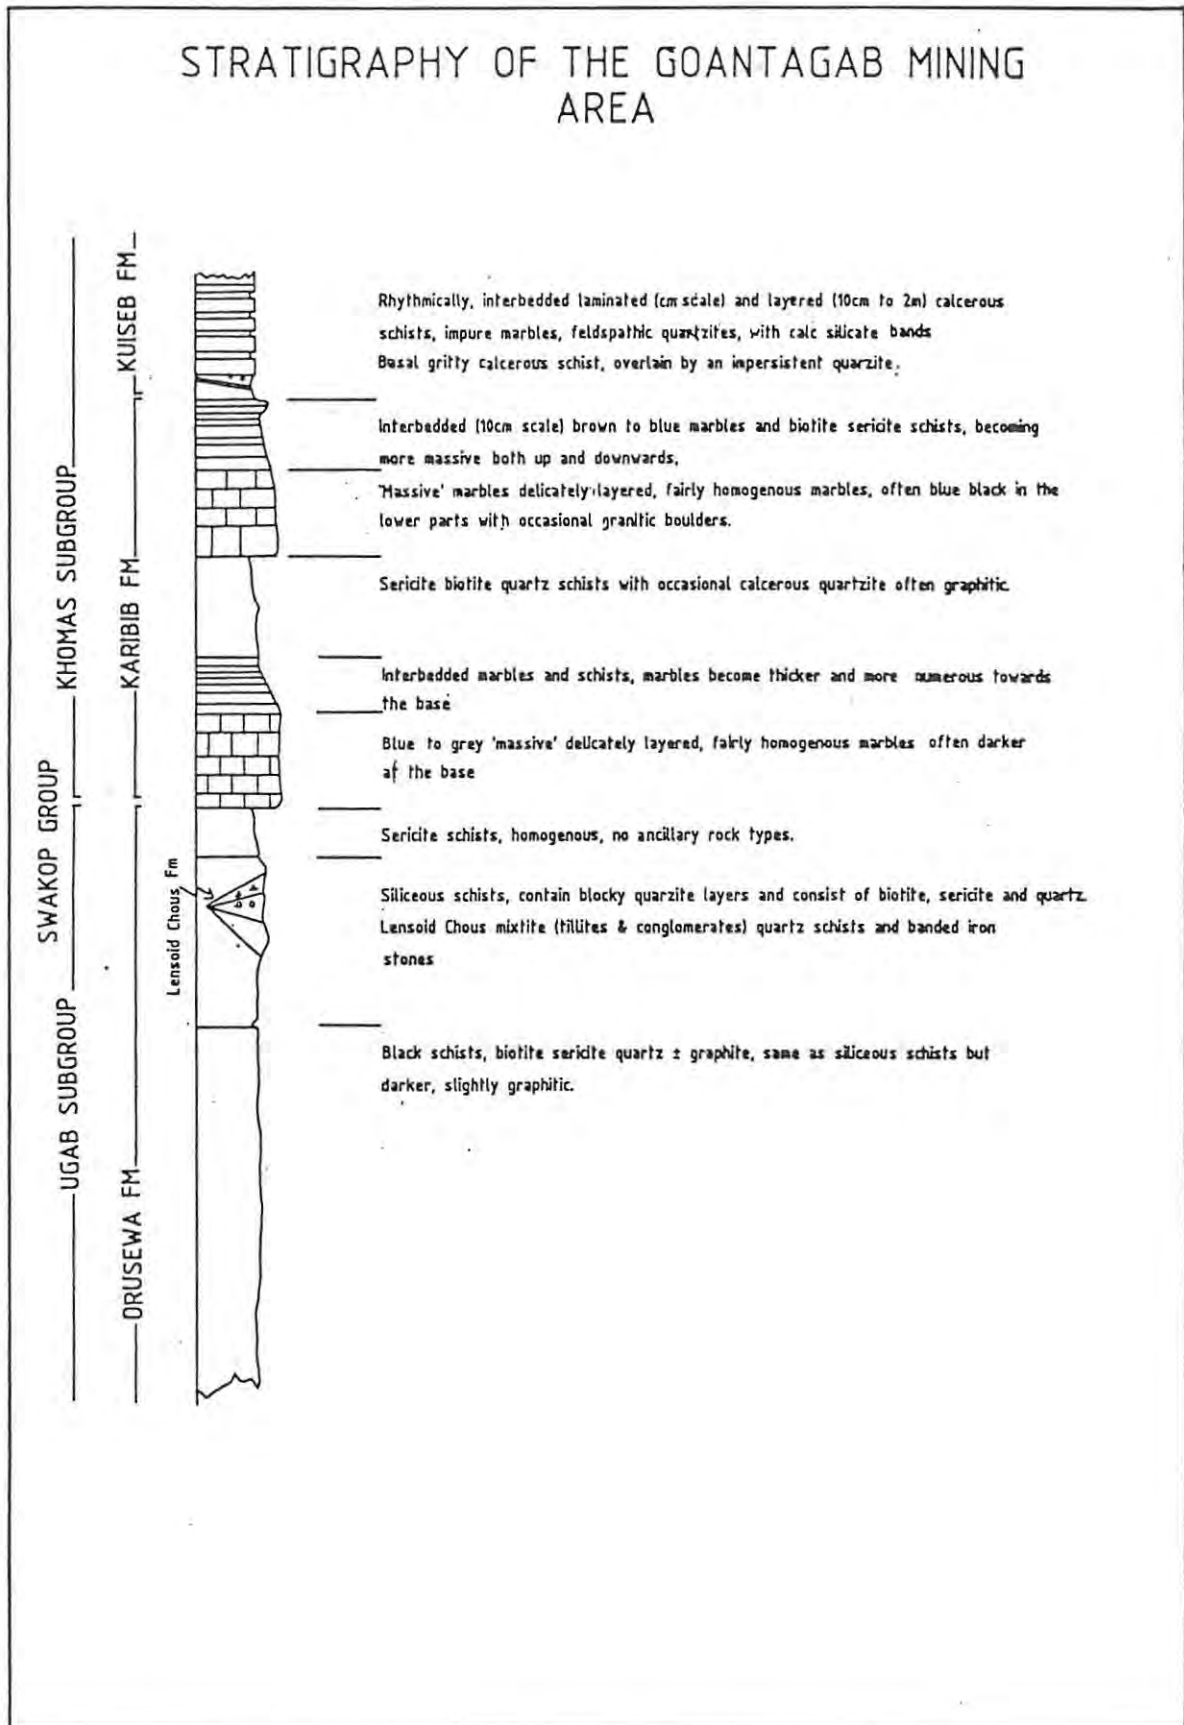 STRATIGRAPHY OF THE GOANTAGAB MINING
AREA
SWAKOP GROUP
KHOMAS SUBGROUP
UGAB SUBGROUP
KUISEB FM
KARIBIB FM
ORUSEWA FM
Lensoid Chous Fm
Rhythmically, interbedded laminated (cm scale) and layered (10cm to 2m) calcerous
schists, impure marbles, feldspathic quartzites, with calc silicate bands
Basal gritty calcerous schist, overlain by an impersistent quartzite.
Interbedded (10cm scale) brown to blue marbles and biotite sericite schists, becoming
more massive both up and downwards,
'Massive' marbles delicately layered, fairly homogenous marbles, often blue black in the
lower parts with occasional granitic boulders.
Sericite biotite quartz schists with occasional calcerous quartzite often graphitic.
Interbedded marbles and schists, marbles become thicker and more numerous towards
the base
Blue to grey 'massive' delicately layered, fairly homogenous marbles often darker
at the base
Sericite schists, homogenous, no ancillary rock types.
Siliceous schists, contain blocky quarzite layers and consist of biotite, sericite and quartz.
Lensoid Chous mixtite (tillites & conglomerates) quartz schists and banded iron
stones
Black schists, biotite sericite quartz ± graphite, same as siliceous schists but
darker, slightly graphitic.